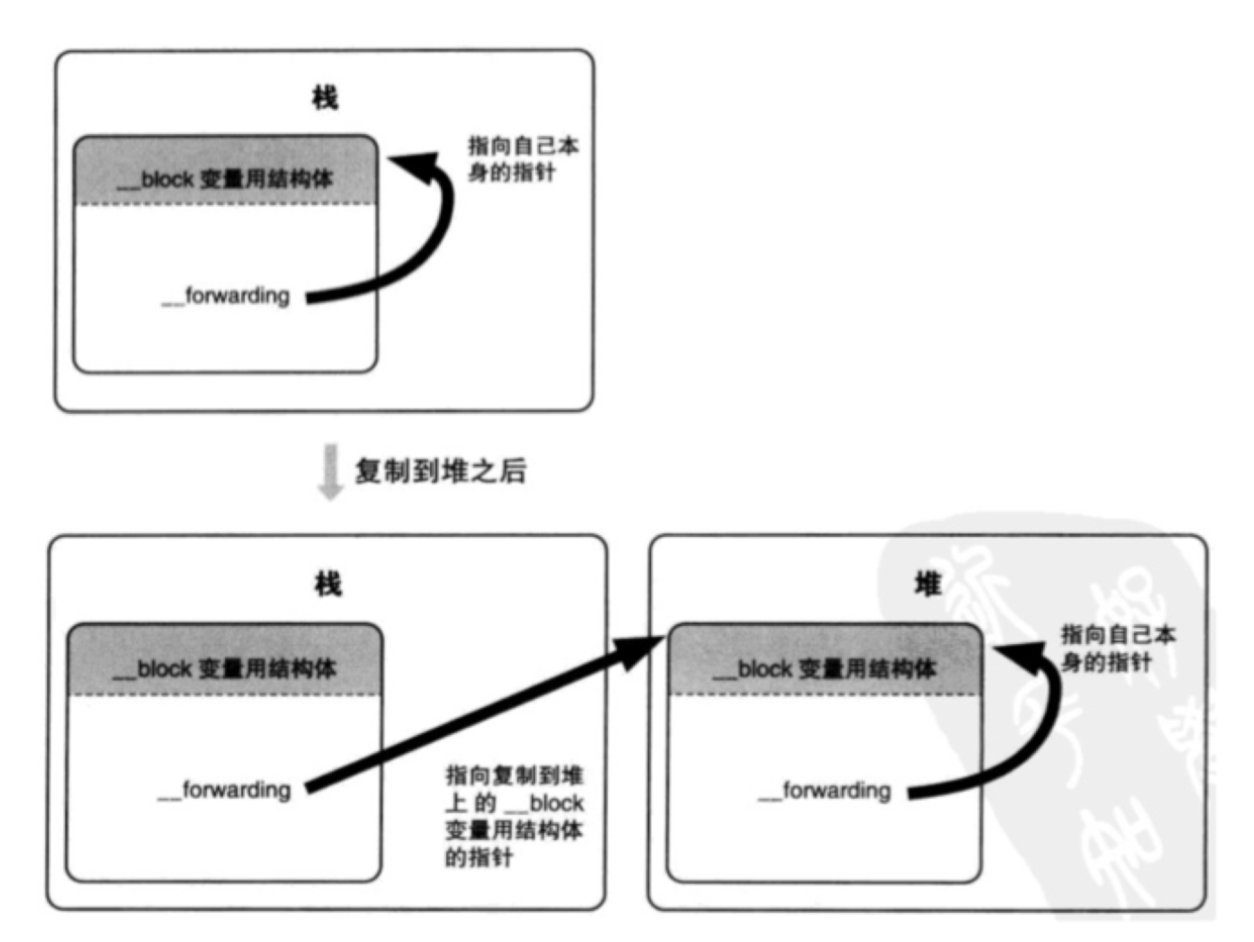 栈
指向自己本
身的指针
__block 变量用结构体
__forwarding
复制到堆之后
栈
__block 变量用结构体
__forwarding
指向复制到堆
上 的 __block
变量用结构体
的指针
堆
指向自己本
身的指针
__block 变量用结构体
__forwarding